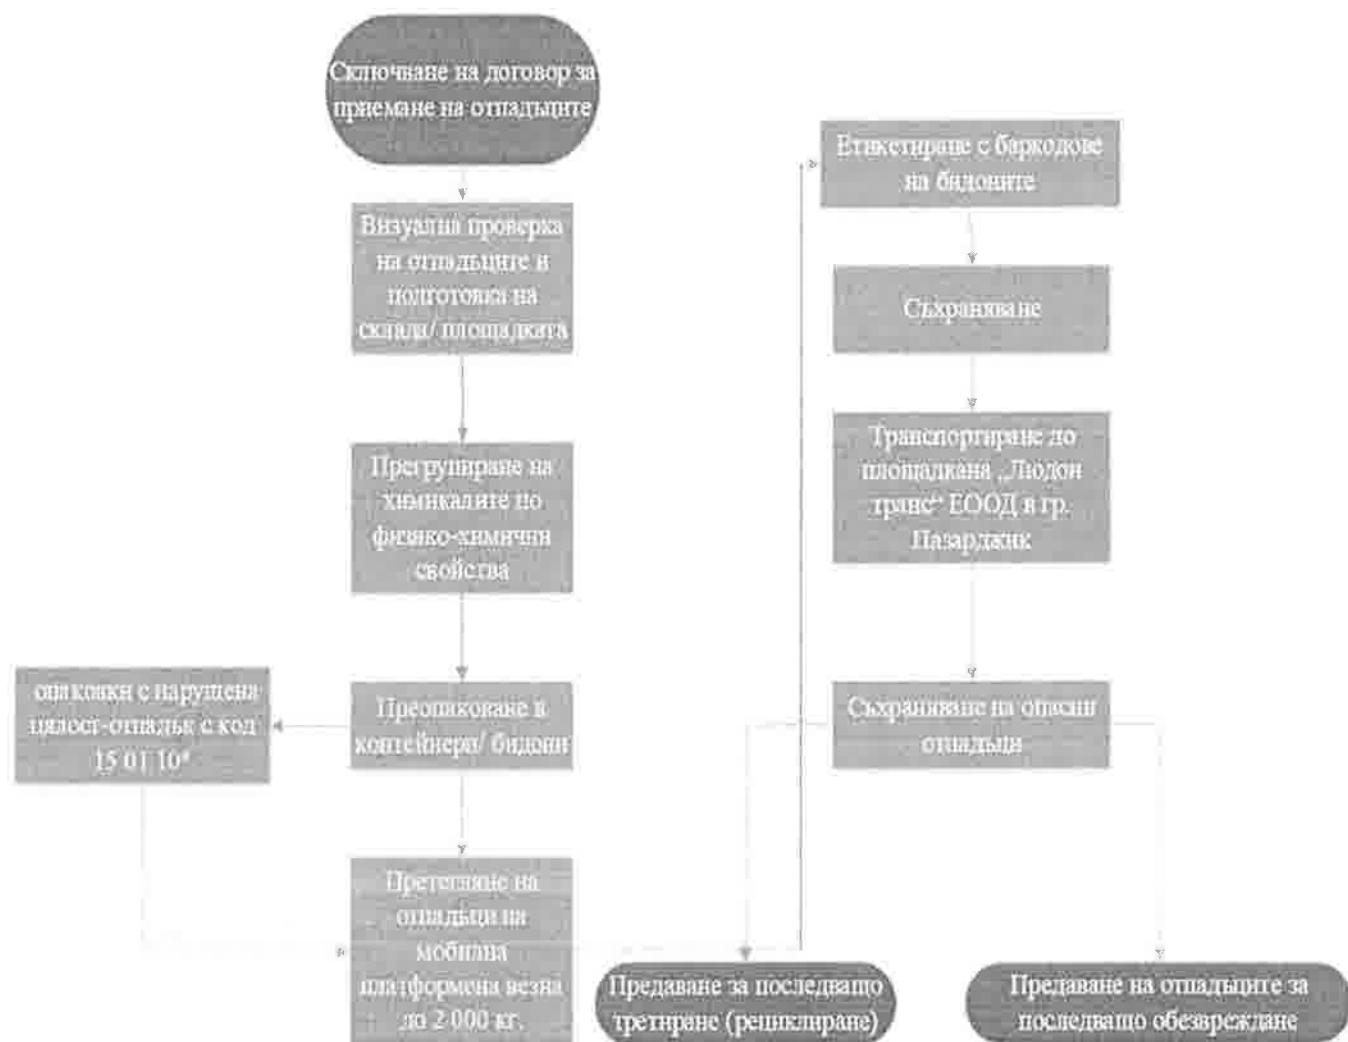 Сключване на договор за
приемане на отпадъците
Визуална проверка
на отпадъците и
подготовка на
склада/ площадката
Прегрупиране на
химикалите по
физико-химични
свойства
Преопаковане в
контейнери/ бидони
опаковки с нарушена
цялост-отпадък с код
15 01 10*
Претегляне на
отпадъци на
мобилна
платформена везна
до 2 000 кг.
Етикетиране с баркодове
на бидоните
Съхраняване
Транспортиране до
площадкана „Людон
транс“ ЕООД в гр.
Пазарджик
Съхраняване на опасни
отпадъци
Предаване за последващо
третиране (рециклиране)
Предаване на отпадъците за
последващо обезвреждане